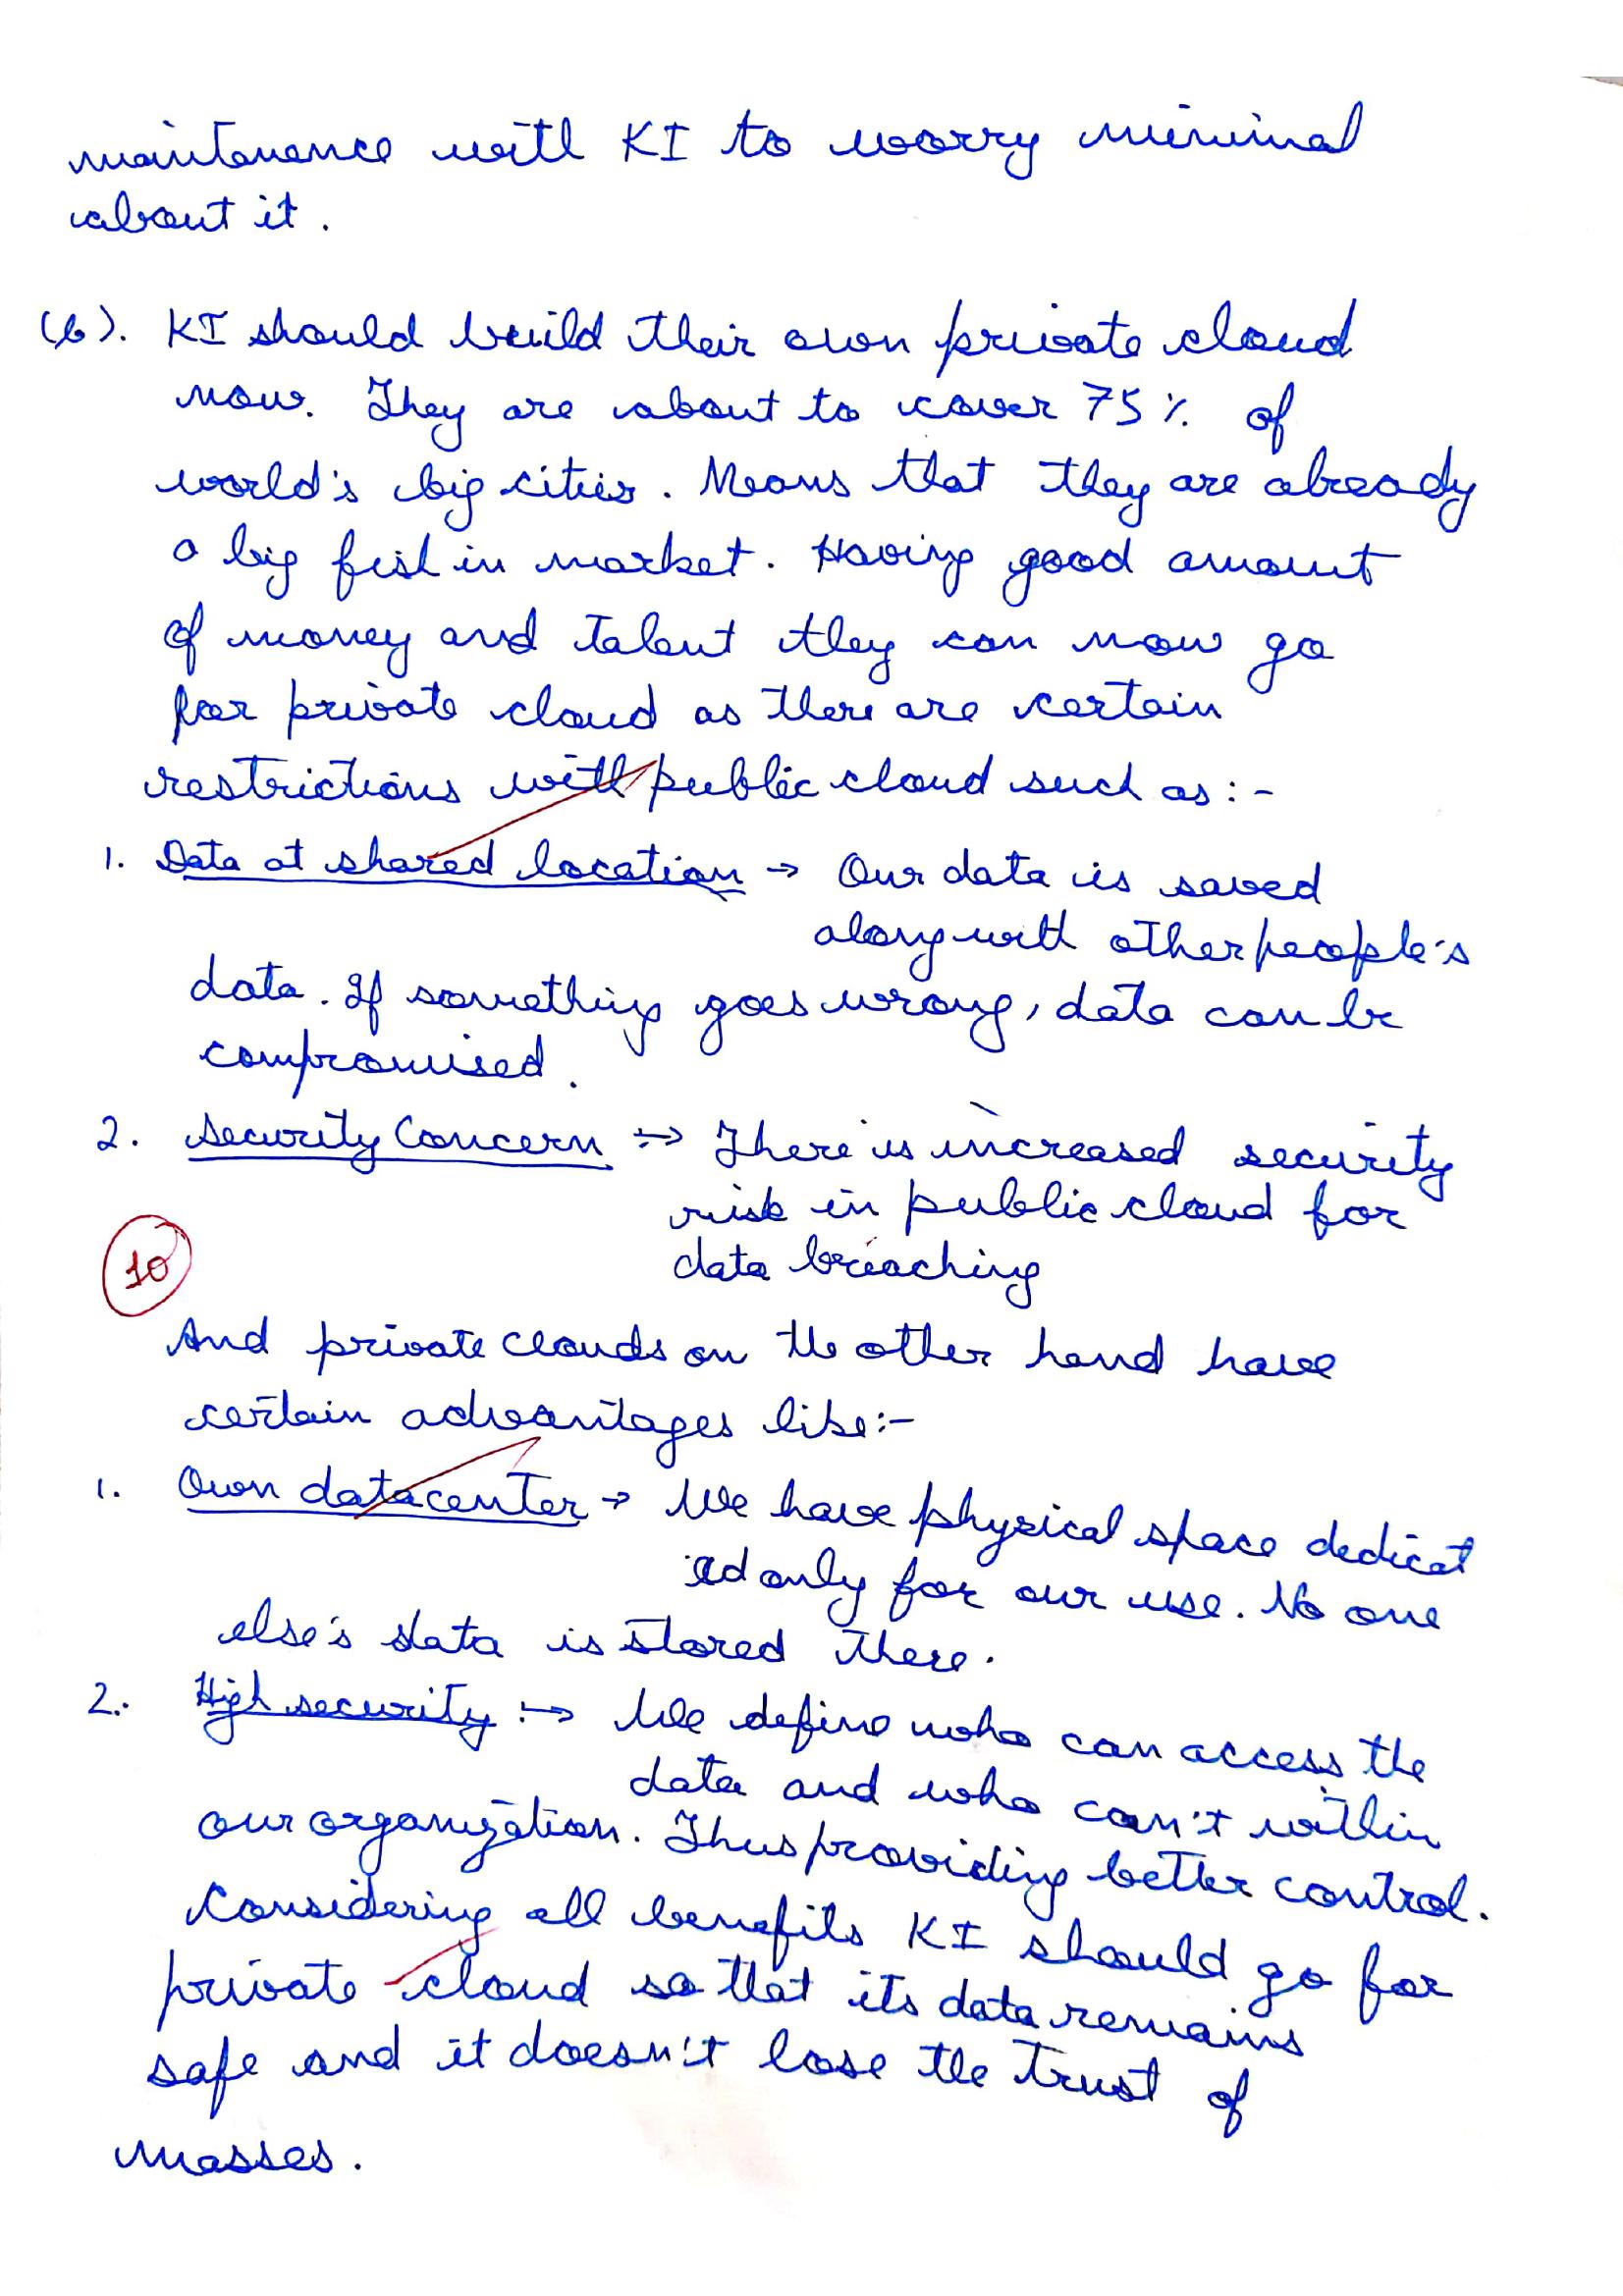 maintanence with KI to worry minimal
about it.
(b). KI should build their own private cloud
now. They are about to cover 75% of
world's big cities. Means that they are already
a big fish in market. Having good amount
of money and talent they can now go
for private cloud as there are certain
restrictions with public cloud such as :-
1. Data at shared location → Our data is saved
along with other people's
data. If something goes wrong, data can be
compromised.
2. Security Concern :→ There is increased security
risk in public cloud for
data breaching
10
And private clouds on the other hand have
certain advantages like:-
1. Own datacenter → We have physical space dedicat
ed only for our use. No one
else's data is stored there.
2. High security :→ We define who can access the
data and who can't within
our organization. Thus providing better control.
Considering all benefits KI should go for
private cloud so that its data remains
safe and it doesn't lose the trust of
masses.